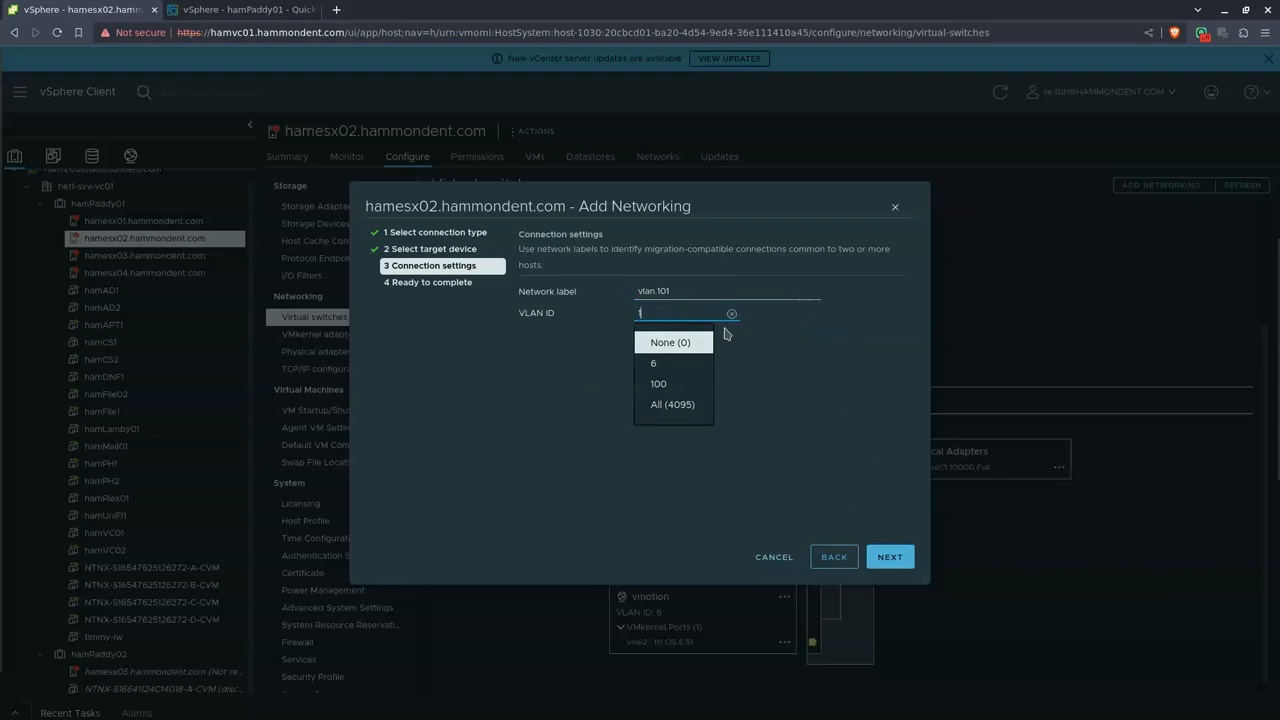 vSphere - hamesx02.hamm
vSphere - hamPaddy01 - Quick
Not secure
https://hamvc01.hammondent.com/ui/app/host;nav=h/urn:vmomi:HostSystem:host-1030:20cbcd01-ba20-4d54-9ed4-36e111410a45/configure/networking/virtual-switches
New vCenter server updates are available
VIEW UPDATES
vSphere Client
hamesx02.hammondent.com
ACTIONS
Summary
Monitor
Configure
Permissions
VMs
Datastores
Networks
Updates
he11-svv-vc01
hamPaddy01
hamesx01.hammondent.com
hamesx02.hammondent.com
hamesx03.hammondent.com
hamesx04.hammondent.com
hamAD1
hamAD2
hamAPT1
hamCS1
hamCS2
hamDNF1
hamFile02
hamFile1
hamLamby01
hamMail01
hamPH1
hamPH2
hamPlex01
hamUniFi1
hamVC01
hamVC02
NTNX-S16547625126272-A-CVM
NTNX-S16547625126272-B-CVM
NTNX-S16547625126272-C-CVM
NTNX-S16547625126272-D-CVM
timmy-iw
hamPaddy02
hamesx05.hammondent.com (Not re
NTNX-S16641124C14018-A-CVM (disc
Storage
Storage Adapte
Storage Devices
Host Cache Con
Protocol Endpoin
I/O Filters
Networking
Virtual switches
VMkernel adapte
Physical adapter
TCP/IP configura
Virtual Machines
VM Startup/Shut
Agent VM Settin
Default VM Com
Swap File Locati
System
Licensing
Host Profile
Time Configurati
Authentication S
Certificate
Power Management
Advanced System Settings
System Resource Reservati...
Firewall
Services
Security Profile
ADD NETWORKING
REFRESH
hamesx02.hammondent.com - Add Networking
1 Select connection type
2 Select target device
3 Connection settings
4 Ready to complete
Connection settings
Use network labels to identify migration-compatible connections common to two or more
hosts.
Network label
vlan.101
VLAN ID
1
None (0)
6
100
All (4095)
CANCEL
BACK
NEXT
cal Adapters
vmotion
VLAN ID: 6
VMkernel Ports (1)
vmk2 : 10.135.6.51
Recent Tasks
Alarms